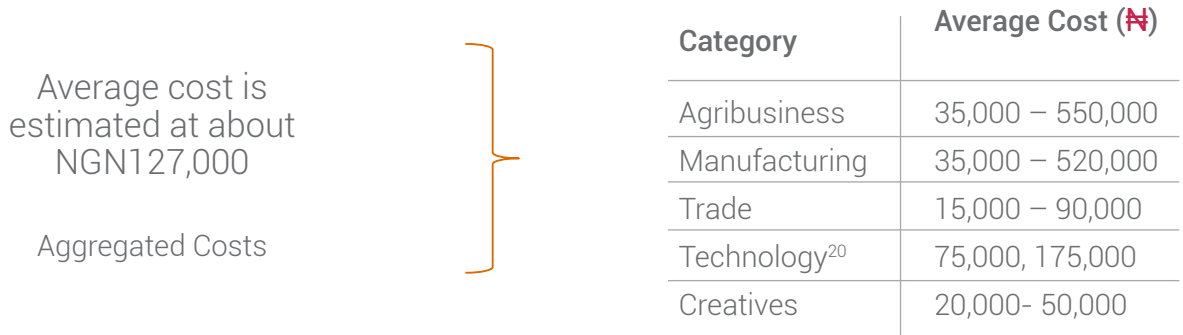 Average cost is
estimated at about
NGN127,000
Aggregated Costs
Category Average Cost (₦)
Agribusiness 35,000 – 550,000
Manufacturing 35,000 – 520,000
Trade 15,000 – 90,000
Technology²⁰ 75,000, 175,000
Creatives 20,000- 50,000